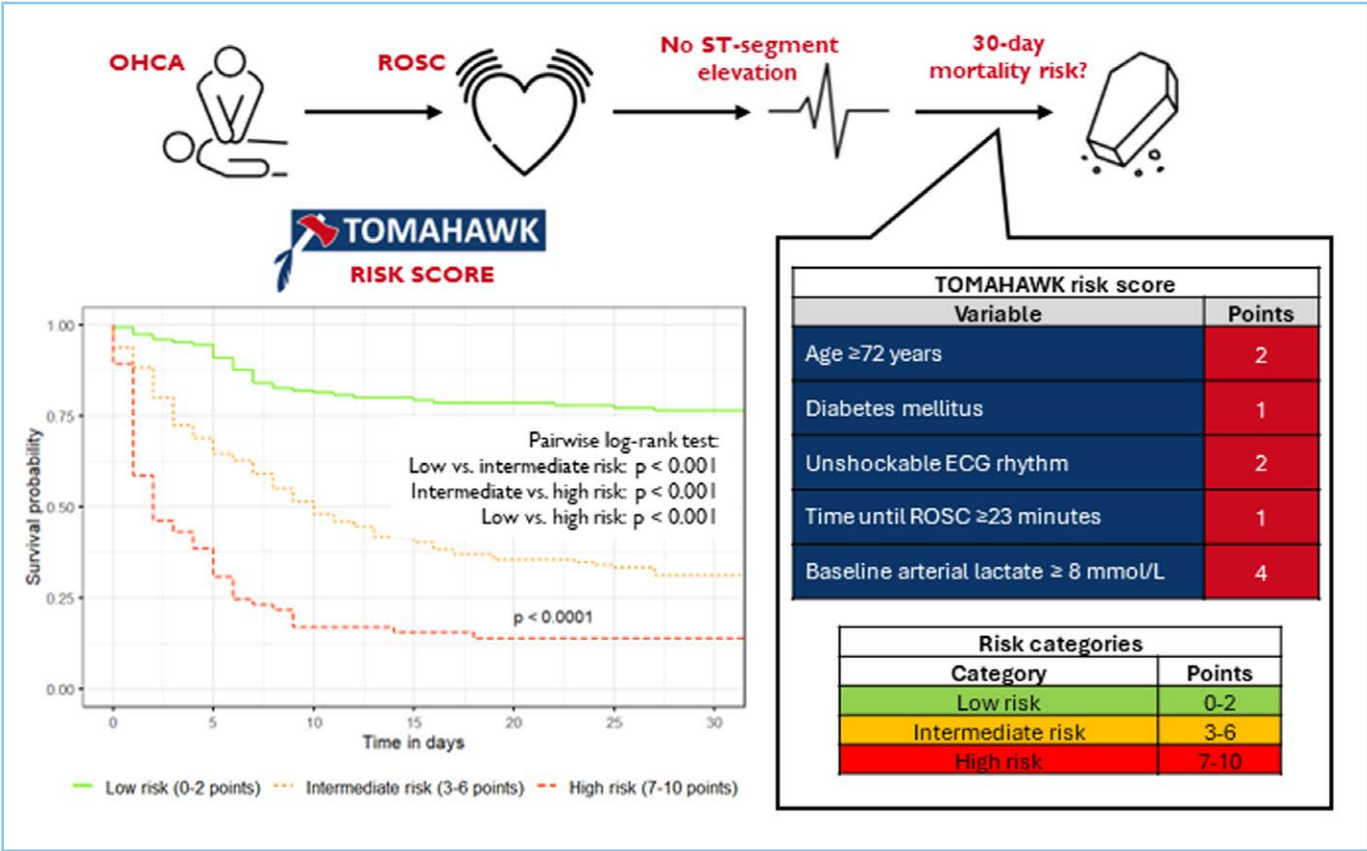 OHCA
ROSC
No ST-segment
elevation
30-day
mortality risk?
TOMAHAWK
RISK SCORE
Survival probability
1.00
0.75
0.50
0.25
0.00
Pairwise log-rank test:
Low vs. intermediate risk: p < 0.001
Intermediate vs. high risk: p < 0.001
Low vs. high risk: p < 0.001
p < 0.0001
0 5 10 15 20 25 30
Time in days
Low risk (0-2 points) Intermediate risk (3-6 points) High risk (7-10 points)
TOMAHAWK risk score
Variable Points
Age ≥72 years 2
Diabetes mellitus 1
Unshockable ECG rhythm 2
Time until ROSC ≥23 minutes 1
Baseline arterial lactate ≥ 8 mmol/L 4
Risk categories
Category Points
Low risk 0-2
Intermediate risk 3-6
High risk 7-10